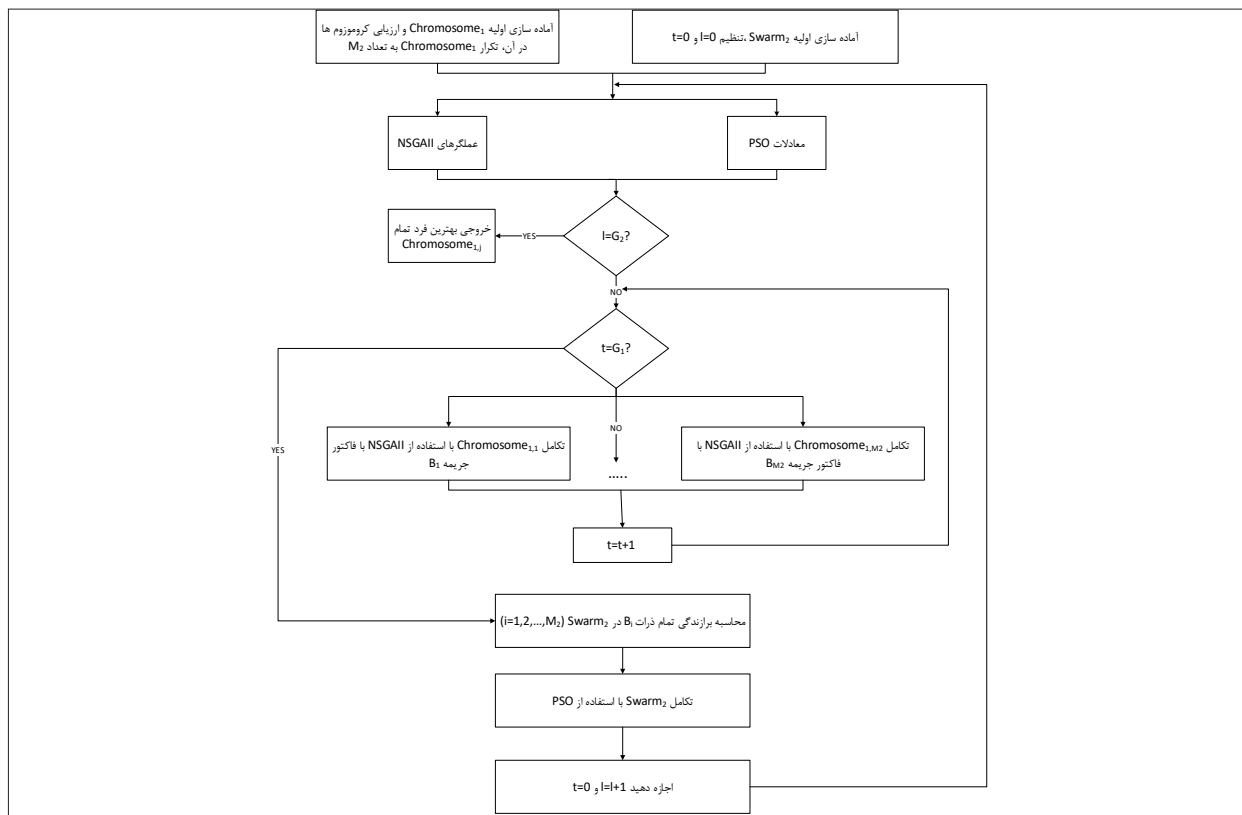 آماده سازی اولیه Chromosome₁ و ارزیابی کروموزوم ها
در آن، تکرار Chromosome₁ به تعداد M₂
آماده سازی اولیه Swarm₂ ،تنظیم l=0 و t=0
عملگرهای NSGAII
معادلات PSO
l=G₂?
YES
خروجی بهترین فرد تمام
Chromosome₁,ⱼ
NO
t=G₁?
YES
NO
تکامل Chromosome₁,₁ با استفاده از NSGAII با فاکتور
جریمه B₁
.....
تکامل Chromosome₁,M₂ با استفاده از NSGAII با
فاکتور جریمه BM₂
t=t+1
محاسبه برازندگی تمام ذرات Bᵢ در Swarm₂ (i=1,2,...,M₂)
تکامل Swarm₂ با استفاده از PSO
اجازه دهید l=l+1 و t=0